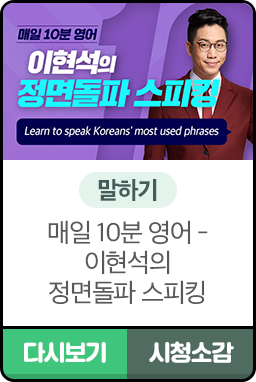 매일 10분 영어
이현석의
정면돌파 스피킹
Learn to speak Koreans' most used phrases
말하기
매일 10분 영어 -
이현석의
정면돌파 스피킹
다시보기
시청소감